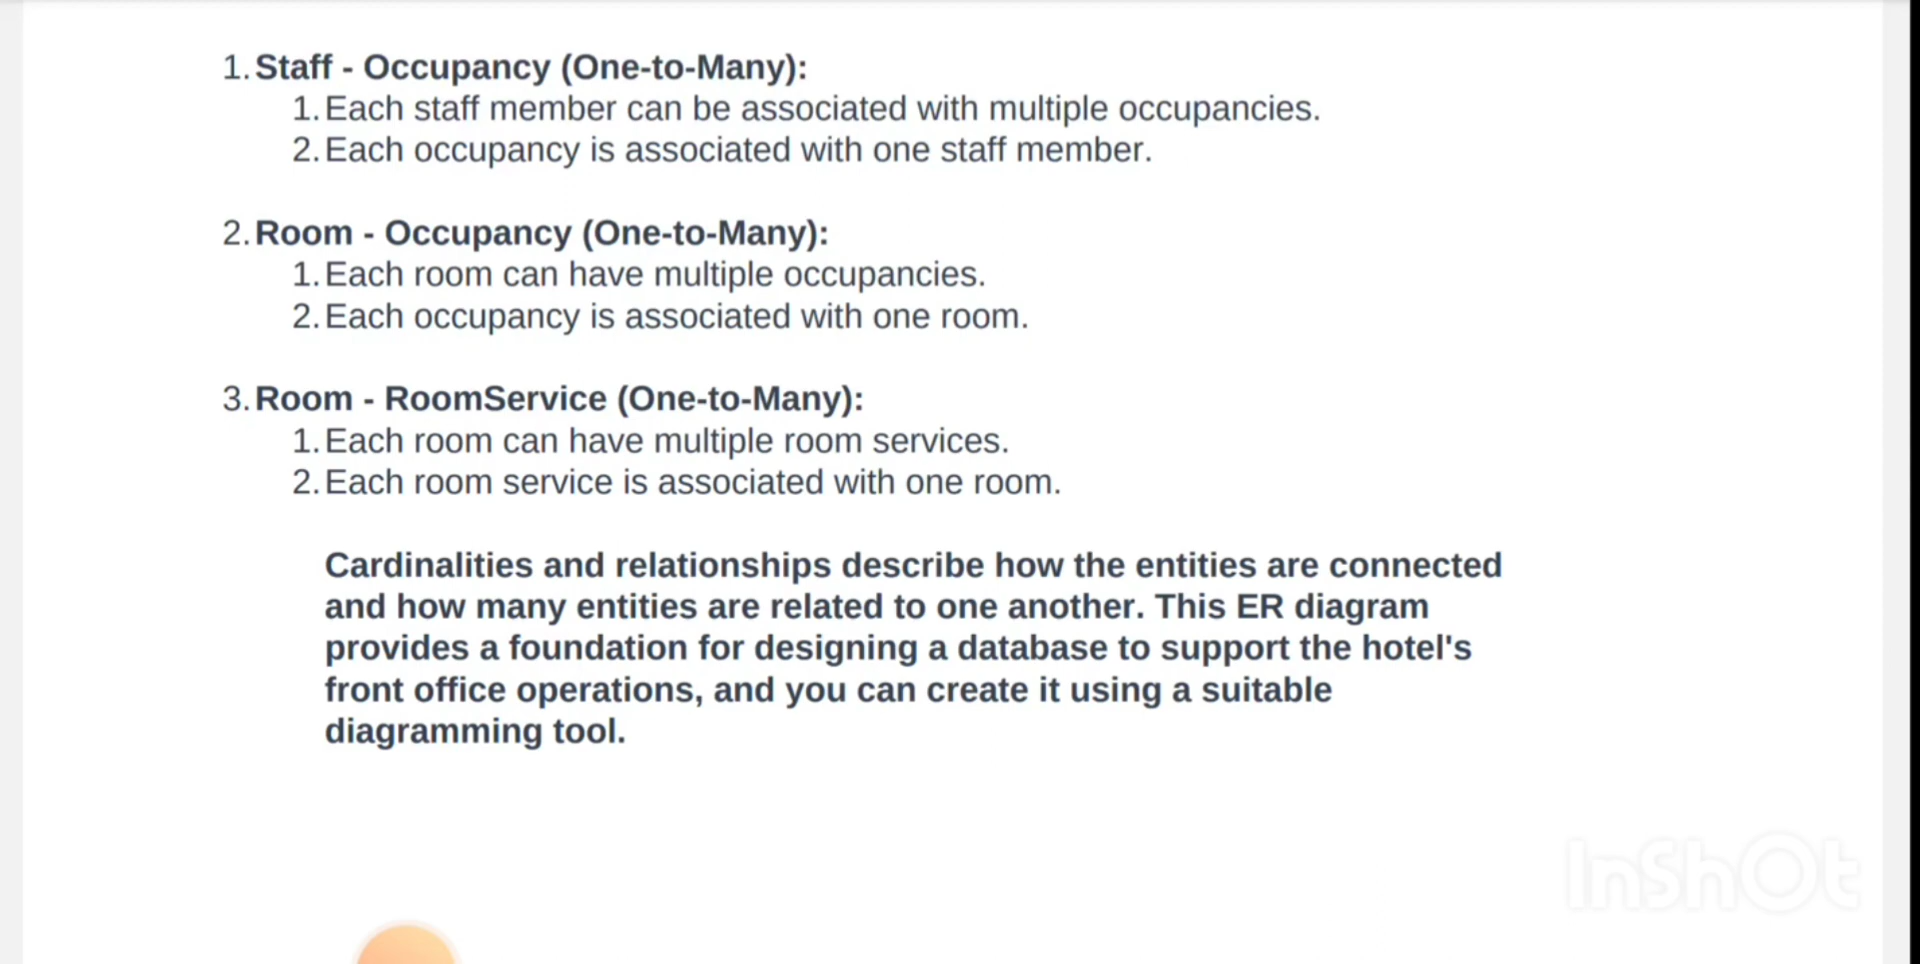 1. Staff - Occupancy (One-to-Many):
1. Each staff member can be associated with multiple occupancies.
2. Each occupancy is associated with one staff member.
2. Room - Occupancy (One-to-Many):
1. Each room can have multiple occupancies.
2. Each occupancy is associated with one room.
3. Room - RoomService (One-to-Many):
1. Each room can have multiple room services.
2. Each room service is associated with one room.
Cardinalities and relationships describe how the entities are connected
and how many entities are related to one another. This ER diagram
provides a foundation for designing a database to support the hotel's
front office operations, and you can create it using a suitable
diagramming tool.
InShOt